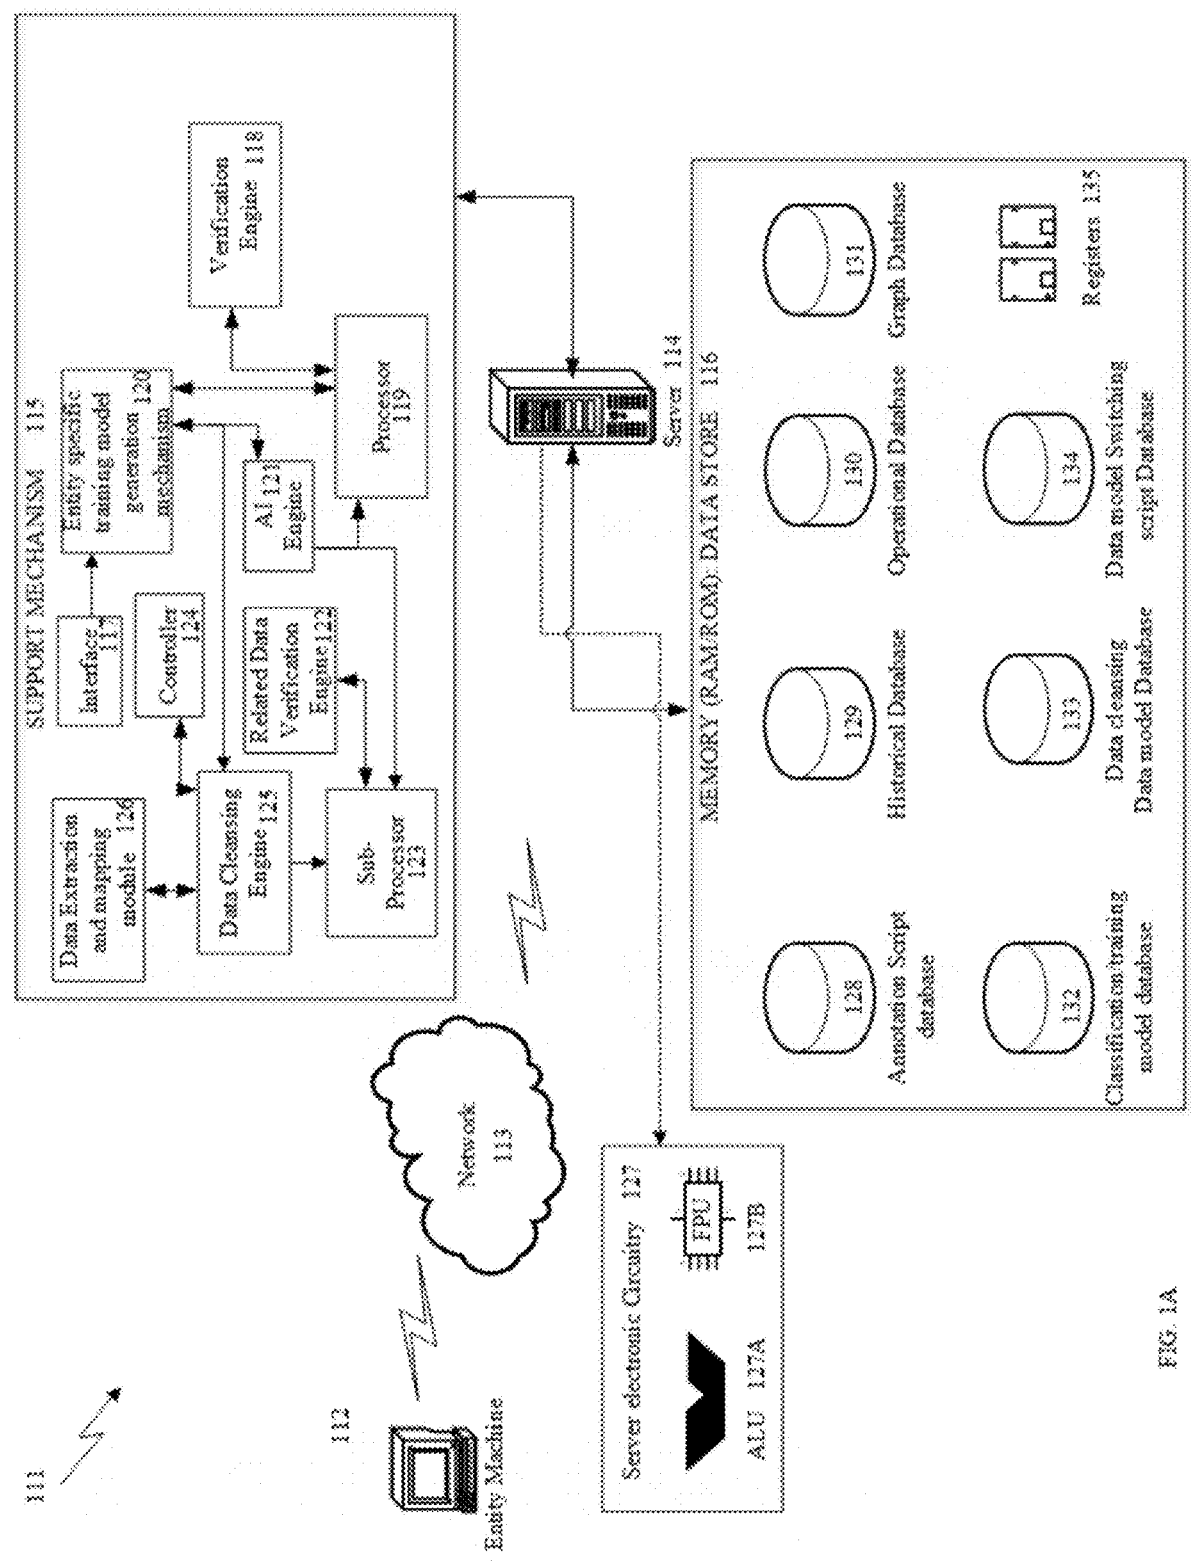 111
112
Entity Machine
Network
113
SUPPORT MECHANISM 115
Data Extraction
and mapping
module 126
Interface
117
Entity specific
training model
generation 120
mechanism
Controller
124
Data Cleansing
Engine 125
Related Data
Verification
Engine 122
AI 121
Engine
Verification
Engine 118
Sub-
Processor
123
Processor
119
Server 114
Server electronic Circuitry 127
ALU 127A
FPU
127B
MEMORY (RAM/ROM): DATA STORE 116
128
Annotation Script
database
129
Historical Database
130
Operational Database
131
Graph Database
132
Classification/training
model database
133
Data cleansing
Data model Database
134
Data model Switching
script Database
Registers 135
FIG. 1A